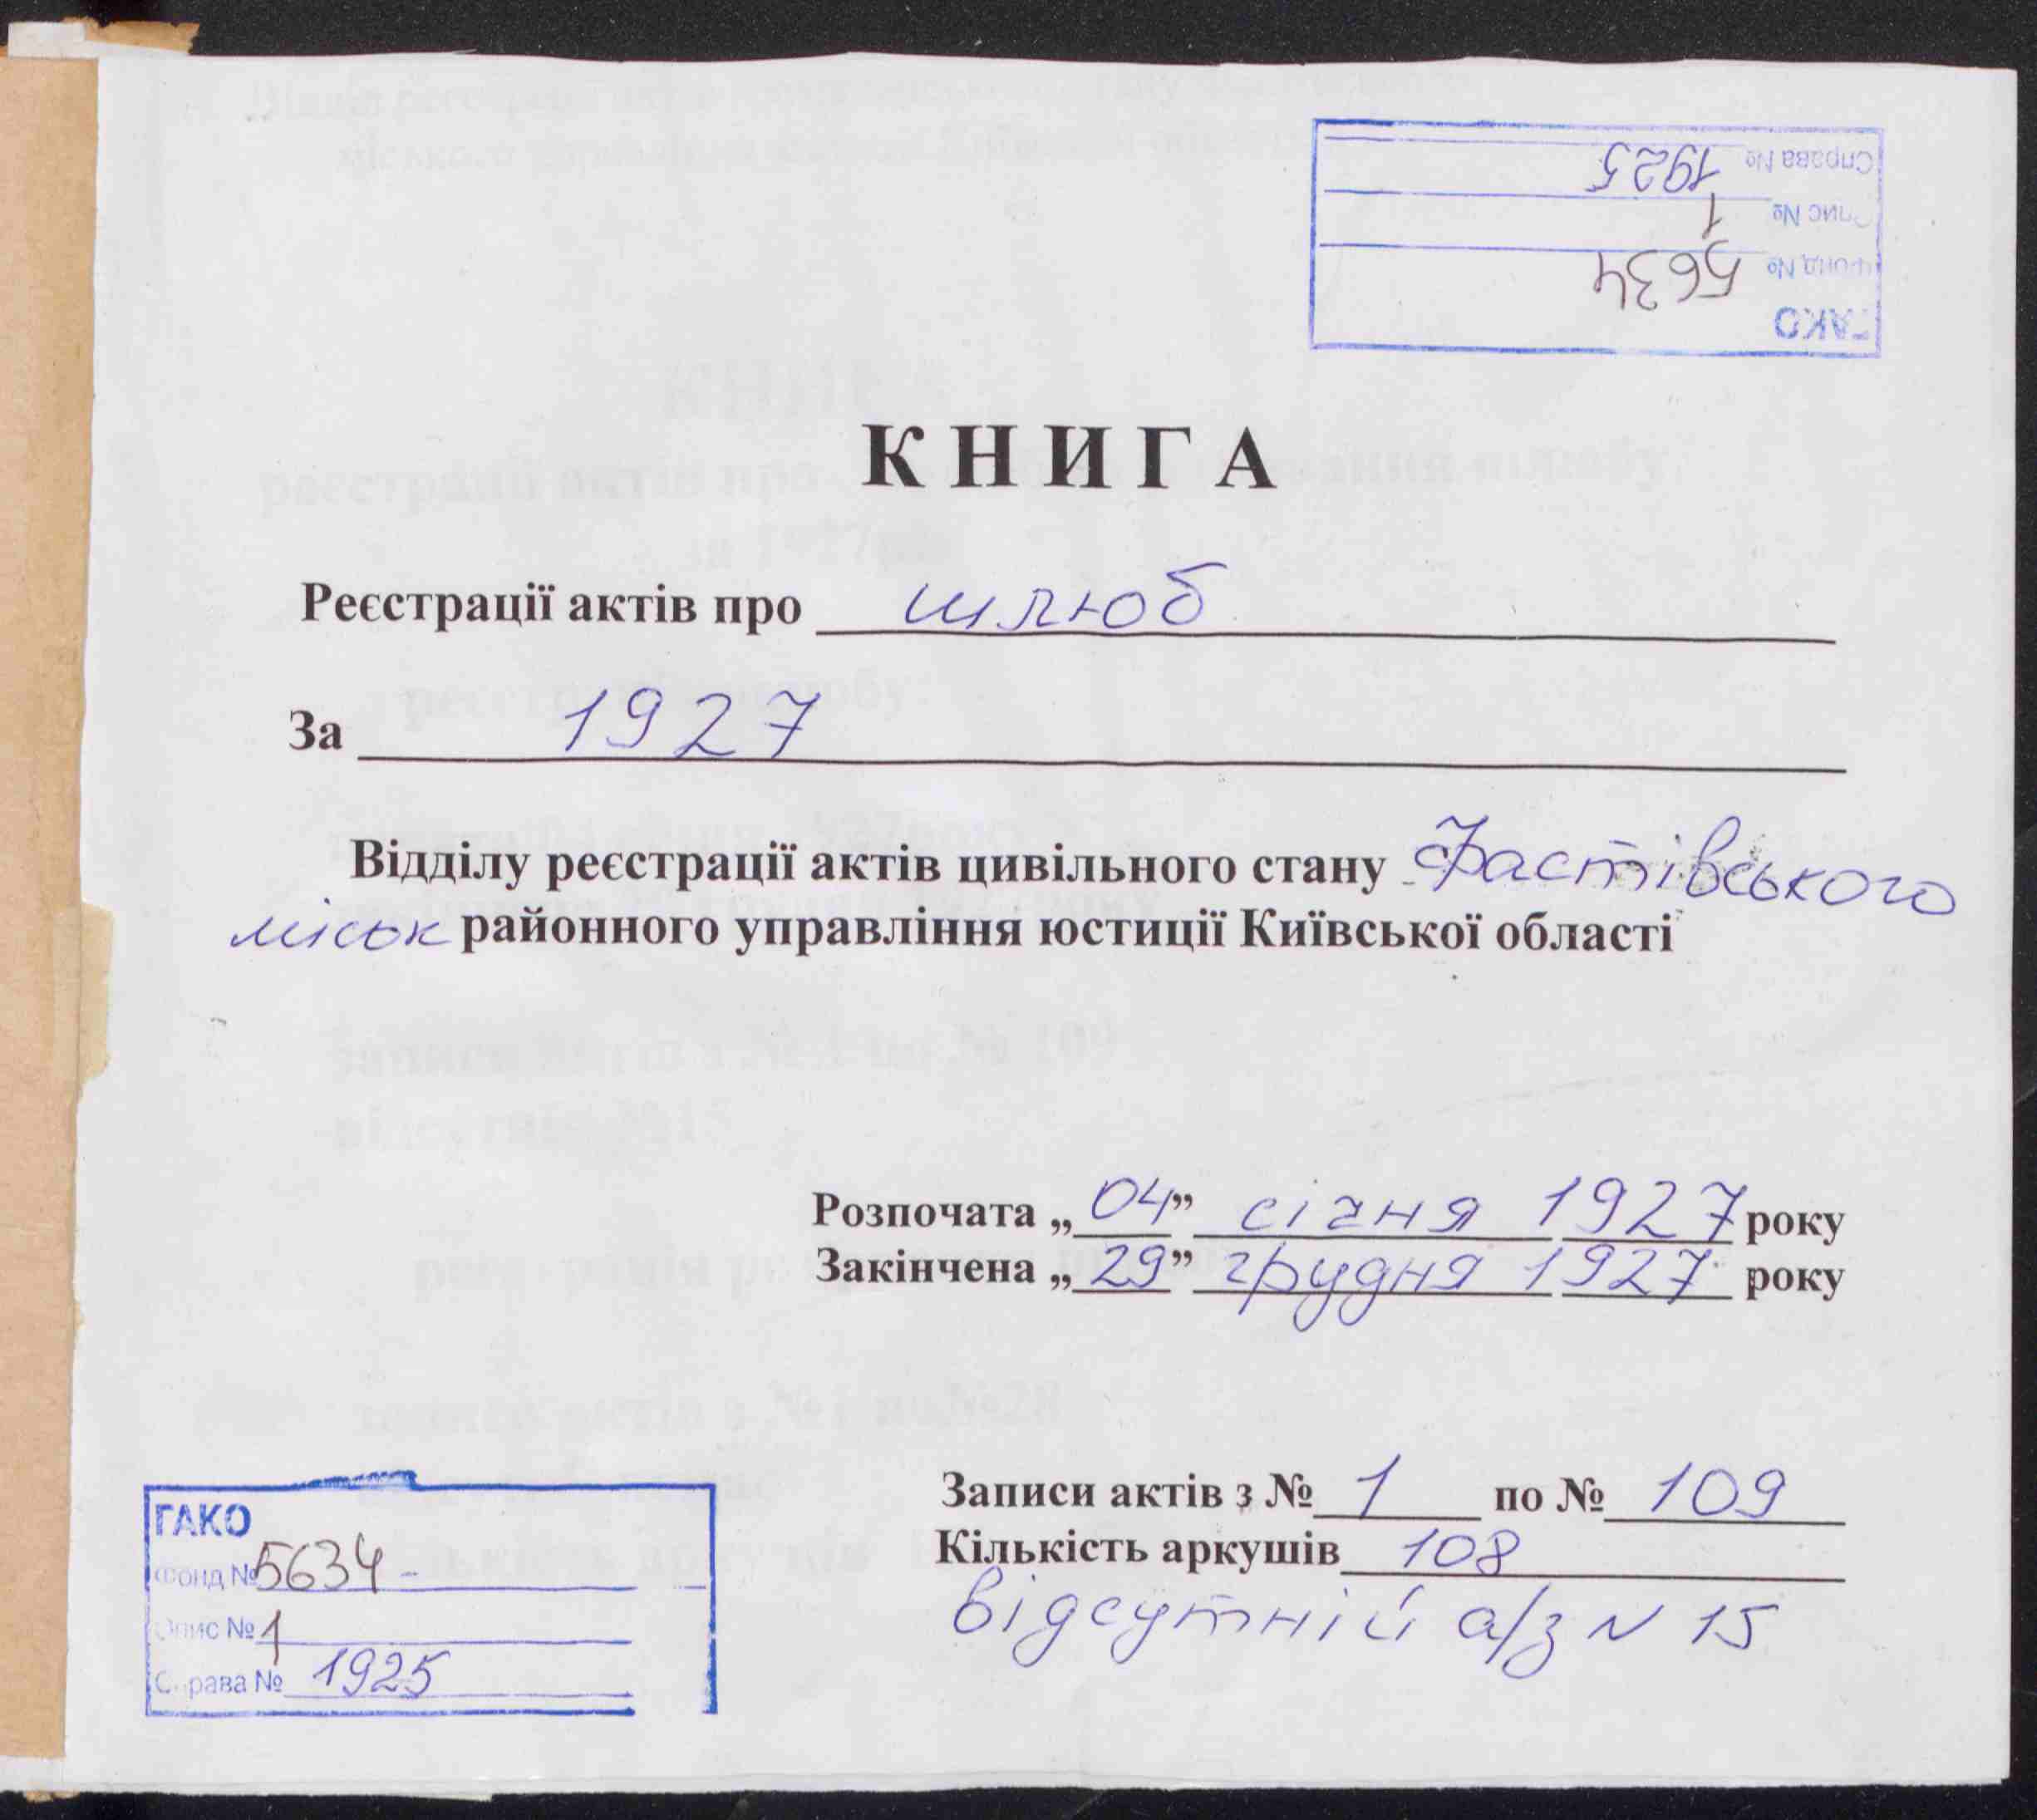 ГАКО
Фонд № 5634
Опис № 1
Справа № 1925
КНИГА
Реєстрації актів про шлюб
За 1927
Відділу реєстрації актів цивільного стану Фастівського
міськ районного управління юстиції Київської області
Розпочата „04” січня 1927 року
Закінчена „29” грудня 1927 року
Записи актів з № 1 по № 109
Кількість аркушів 108
відсутній а/з N 15
ГАКО
Фонд № 5634
Опис № 1
Справа № 1925